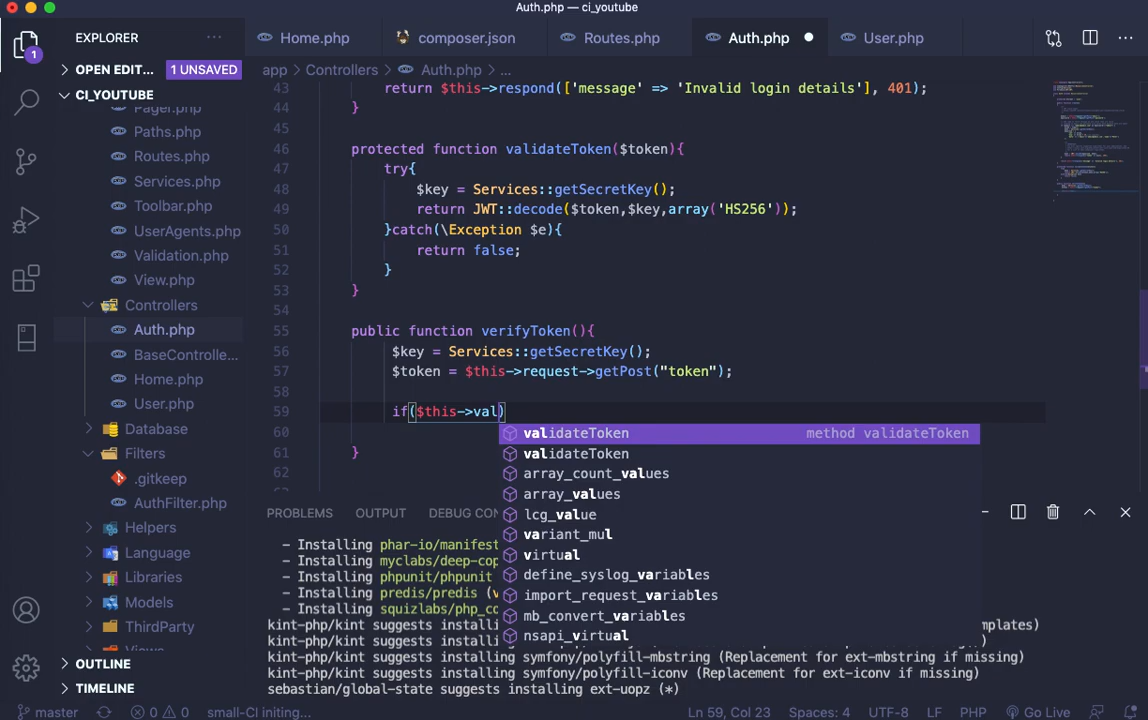 Auth.php — ci_youtube
EXPLORER
Home.php
composer.json
Routes.php
Auth.php
User.php
1
OPEN EDIT... 1 UNSAVED
CI_YOUTUBE
Pager.php
Paths.php
Routes.php
Services.php
Toolbar.php
UserAgents.php
Validation.php
View.php
Controllers
Auth.php
BaseControlle...
Home.php
User.php
Database
Filters
.gitkeep
AuthFilter.php
Helpers
Language
Libraries
Models
ThirdParty
Views
OUTLINE
TIMELINE
app > Controllers > Auth.php > ...
43 return $this->respond(['message' => 'Invalid login details'], 401);
44 }
45
46 protected function validateToken($token){
47 try{
48 $key = Services::getSecretKey();
49 return JWT::decode($token,$key,array('HS256'));
50 }catch(\Exception $e){
51 return false;
52 }
53 }
54
55 public function verifyToken(){
56 $key = Services::getSecretKey();
57 $token = $this->request->getPost("token");
58
59 if($this->val)
60
61 }
62
validateToken method validateToken
validateToken
array_count_values
array_values
lcg_value
variant_mul
virtual
define_syslog_variables
import_request_variables
mb_convert_variables
nsapi_virtual
PROBLEMS OUTPUT DEBUG CON
- Installing phar-io/manifest
- Installing myclabs/deep-cop
- Installing phpunit/phpunit
- Installing predis/predis (v
- Installing squizlabs/php_co
kint-php/kint suggests installi mplates)
kint-php/kint suggests installi )
kint-php/kint suggests installing symfony/polyfill-mbstring (Replacement for ext-mbstring if missing)
kint-php/kint suggests installing symfony/polyfill-iconv (Replacement for ext-iconv if missing)
sebastian/global-state suggests installing ext-uopz (*)
master 0 0 small-CI initing... Ln 59, Col 23 Spaces: 4 UTF-8 LF PHP Go Live